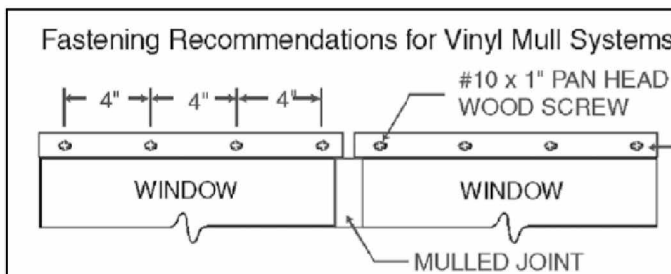 Fastening Recommendations for Vinyl Mull Systems
4" 4" 4"
#10 x 1" PAN HEAD
WOOD SCREW
WINDOW WINDOW
MULLED JOINT